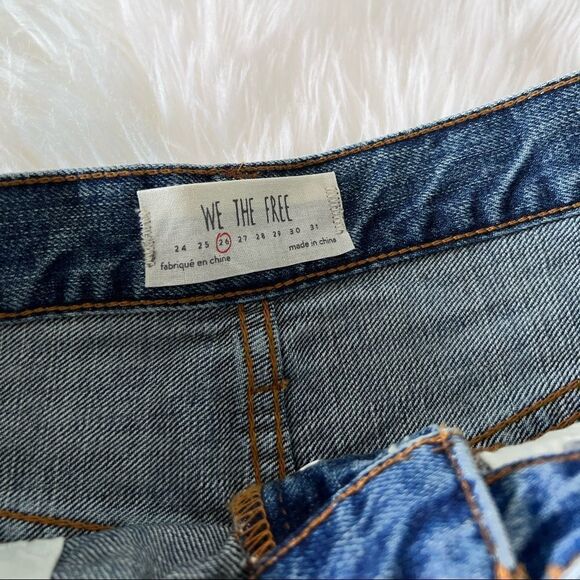 WE THE FREE
24 25 26 27 28 29 30 31
fabriqué en chine made in china